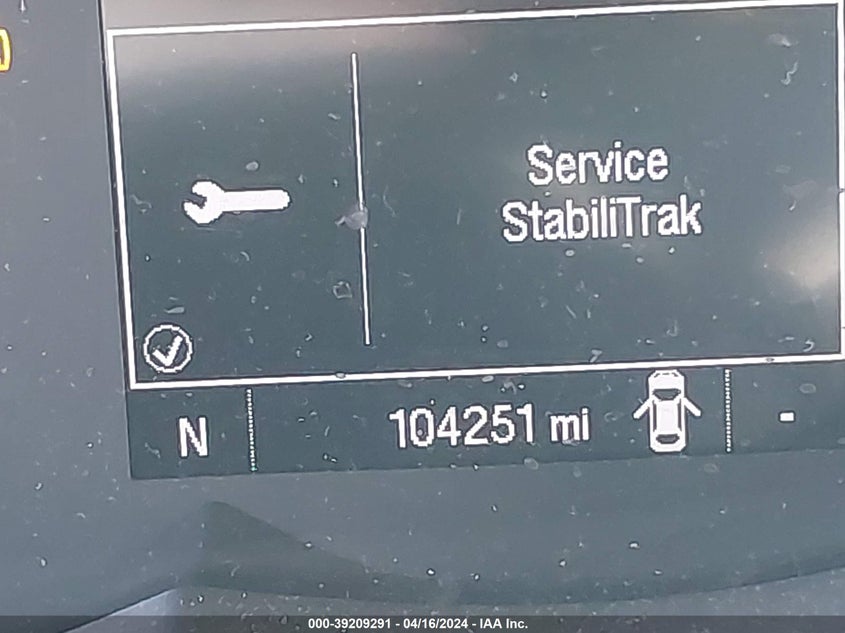 Service
StabiliTrak
N
104251 mi
-
000-39209291 - 04/16/2024 - IAA Inc.